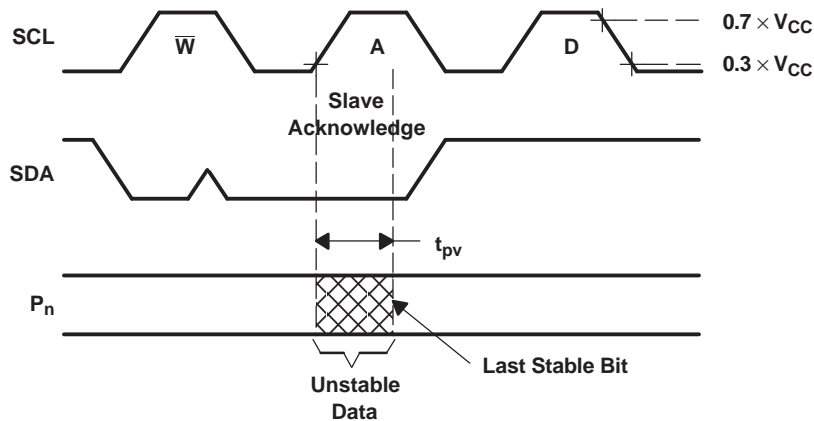 SCL
W̅
A
D
0.7 × VCC
0.3 × VCC
Slave
Acknowledge
SDA
tpv
Pn
Last Stable Bit
Unstable
Data